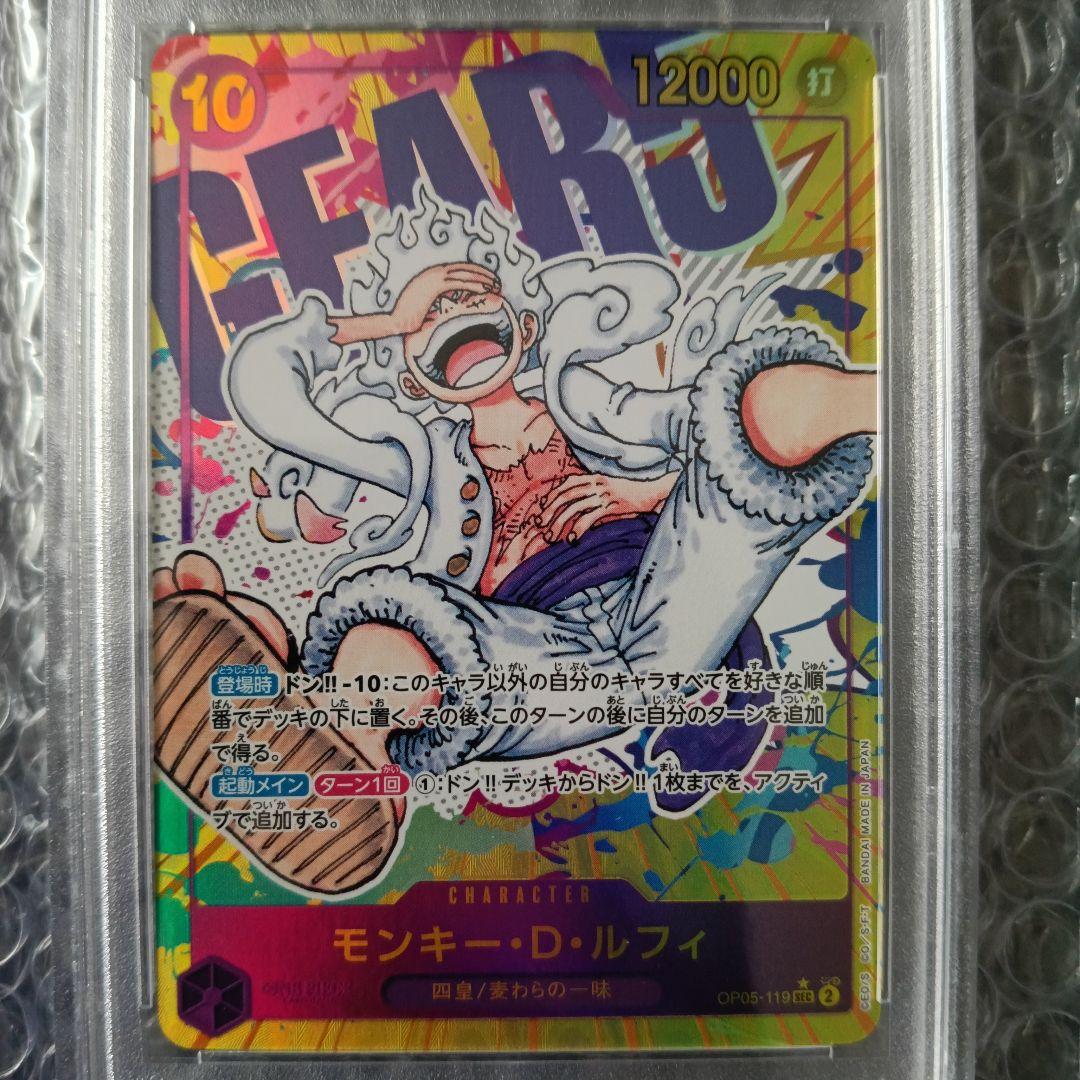 10
12000 打
GEAR5
登場時 ドン!!-10:このキャラ以外の自分のキャラすべてを好きな順
番でデッキの下に置く。その後、このターンの後に自分のターンを追加
で得る。
起動メイン ターン1回 ①:ドン!!デッキからドン!!1枚までを、アクティ
ブで追加する。
CHARACTER
モンキー・D・ルフィ
四皇/麦わらの一味
OP05-119 SEC ★ 2
©EO/S ©O/S・F・T BANDAI MADE IN JAPAN